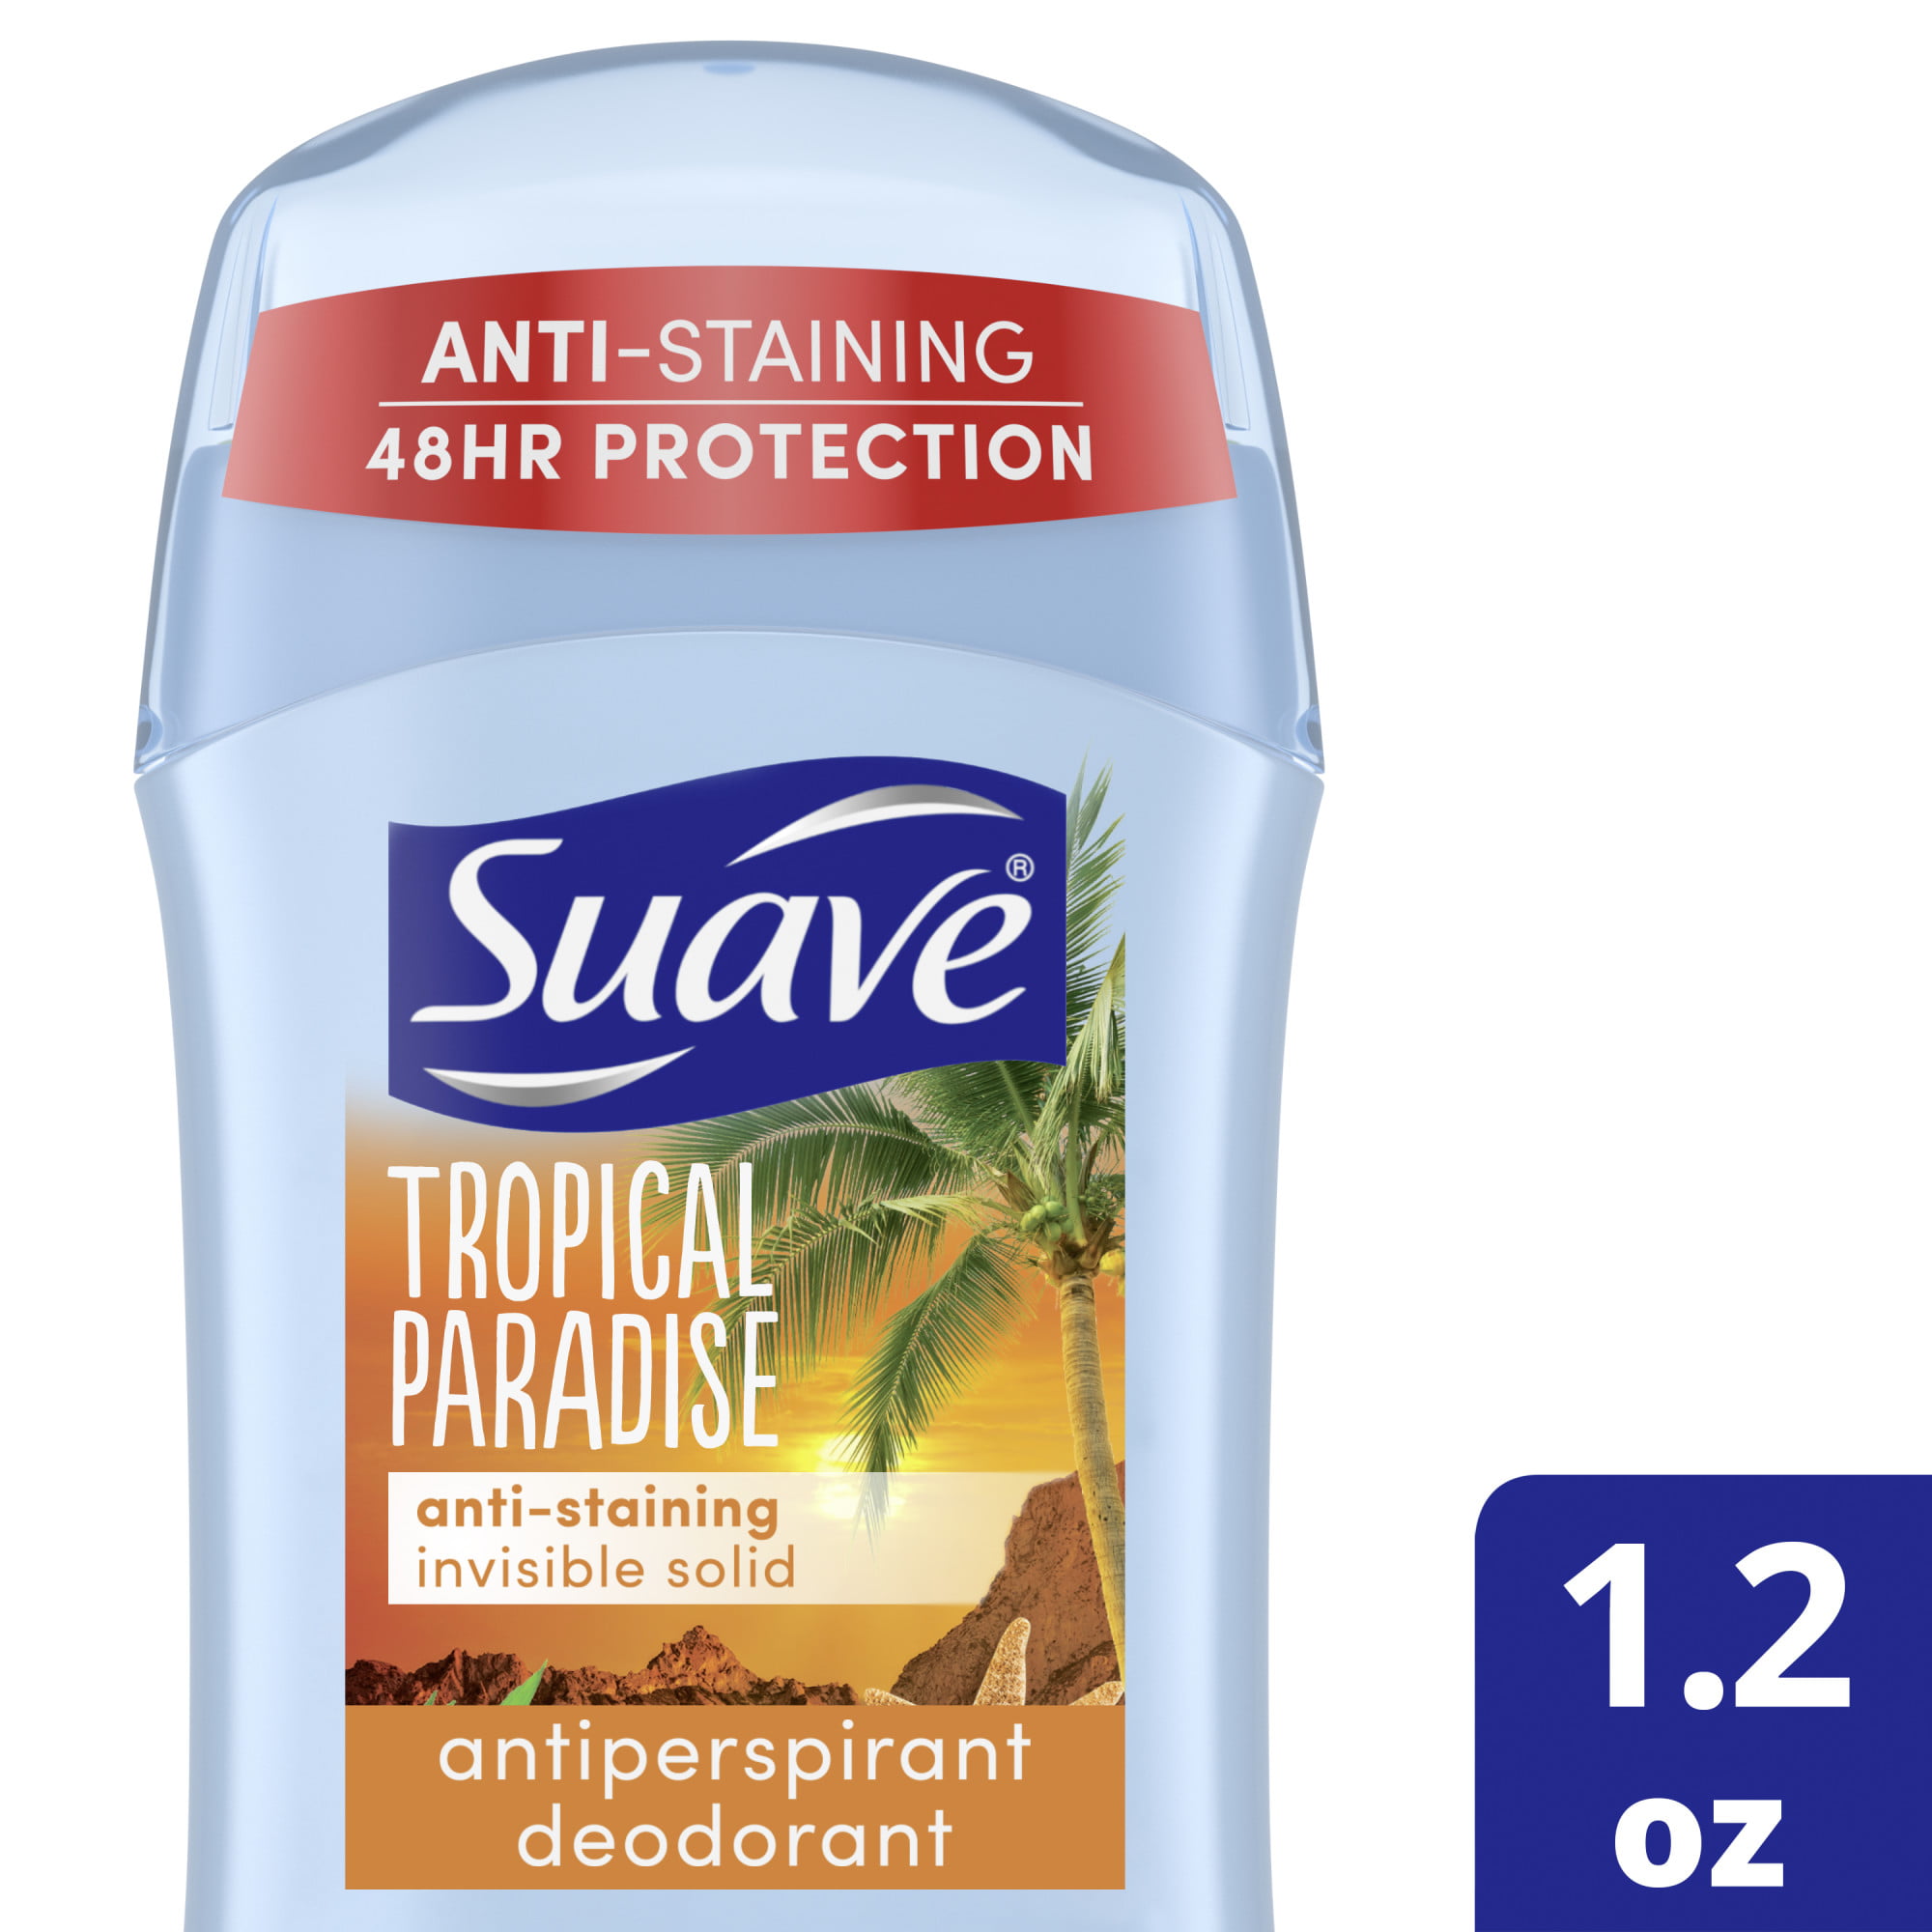 ANTI-STAINING
48HR PROTECTION
Suave®
TROPICAL
PARADISE
anti-staining
invisible solid
antiperspirant
deodorant
1.2
oz